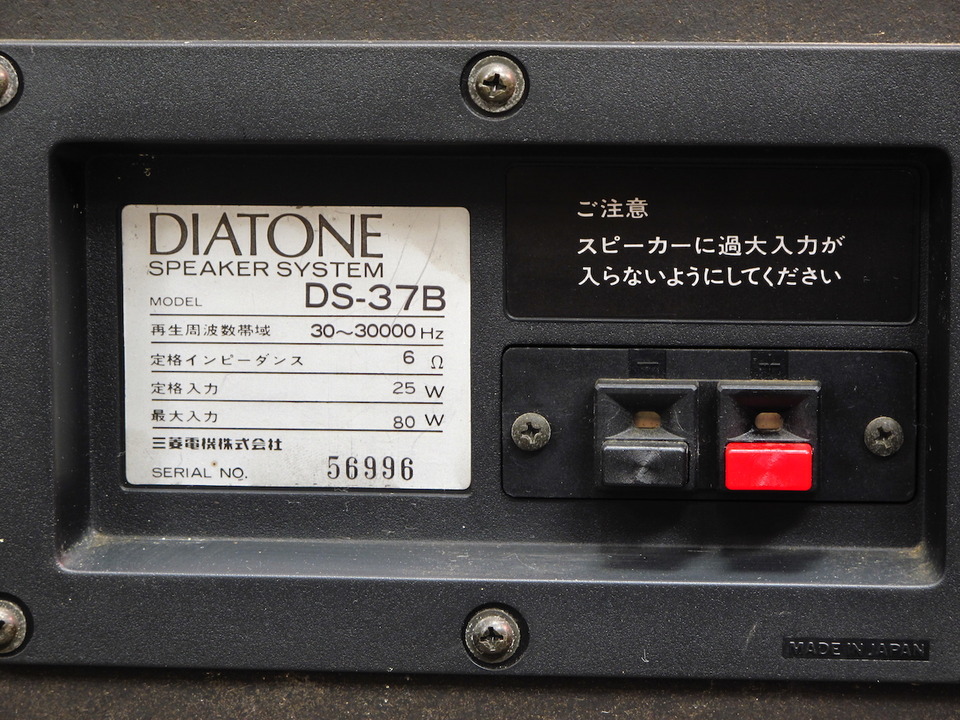 DIATONE
SPEAKER SYSTEM
MODEL DS-37B
再生周波数帯域 30～30000 Hz
定格インピーダンス 6 Ω
定格入力 25 W
最大入力 80 W
三菱電機株式会社
SERIAL NO. 56996
ご注意
スピーカーに過大入力が
入らないようにしてください
− +
MADE IN JAPAN